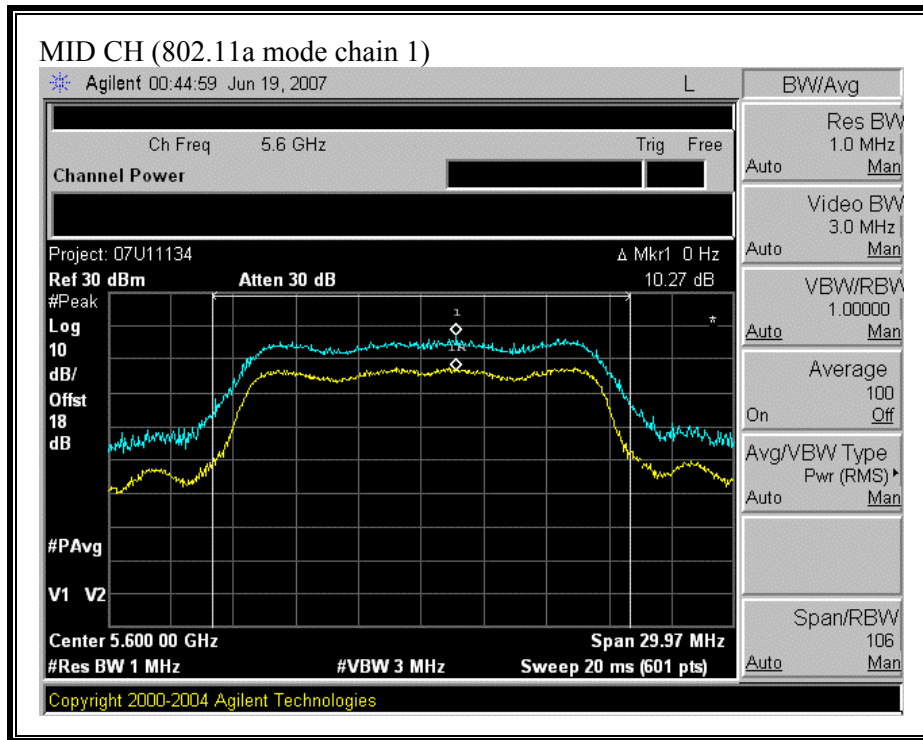 MID CH (802.11a mode chain 1)
Agilent 00:44:59 Jun 19, 2007 L
BW/Avg
Ch Freq 5.6 GHz Trig Free
Channel Power
Project: 07U11134
Δ Mkr1 0 Hz
Ref 30 dBm Atten 30 dB 10.27 dB
#Peak
Log
10
dB/
Offst
18
dB
1
1R
*
#PAvg
V1 V2
Center 5.600 00 GHz Span 29.97 MHz
#Res BW 1 MHz #VBW 3 MHz Sweep 20 ms (601 pts)
Res BW
1.0 MHz
Auto Man
Video BW
3.0 MHz
Auto Man
VBW/RBW
1.00000
Auto Man
Average
100
On Off
Avg/VBW Type
Pwr (RMS)
Auto Man
Span/RBW
106
Auto Man
Copyright 2000-2004 Agilent Technologies